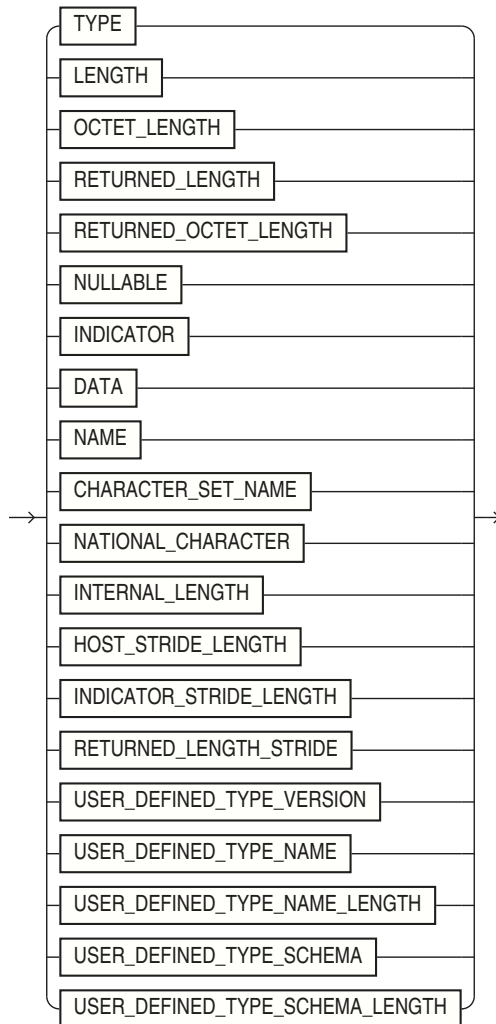 TYPE
LENGTH
OCTET_LENGTH
RETURNED_LENGTH
RETURNED_OCTET_LENGTH
NULLABLE
INDICATOR
DATA
NAME
CHARACTER_SET_NAME
NATIONAL_CHARACTER
INTERNAL_LENGTH
HOST_STRIDE_LENGTH
INDICATOR_STRIDE_LENGTH
RETURNED_LENGTH_STRIDE
USER_DEFINED_TYPE_VERSION
USER_DEFINED_TYPE_NAME
USER_DEFINED_TYPE_NAME_LENGTH
USER_DEFINED_TYPE_SCHEMA
USER_DEFINED_TYPE_SCHEMA_LENGTH